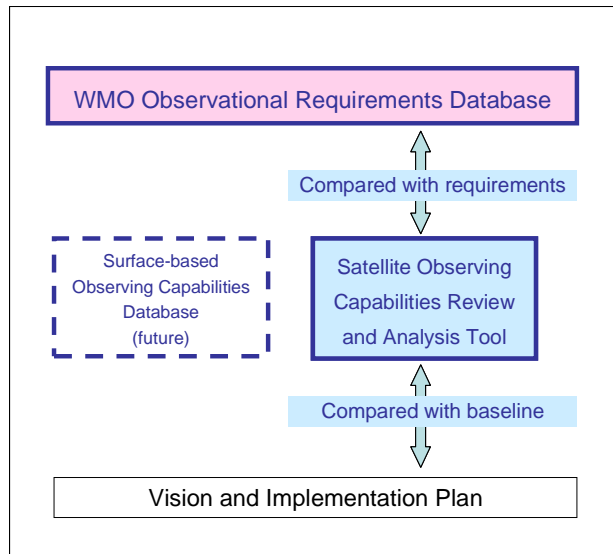 WMO Observational Requirements Database
Compared with requirements
Surface-based
Observing Capabilities
Database
(future)
Satellite Observing
Capabilities Review
and Analysis Tool
Compared with baseline
Vision and Implementation Plan